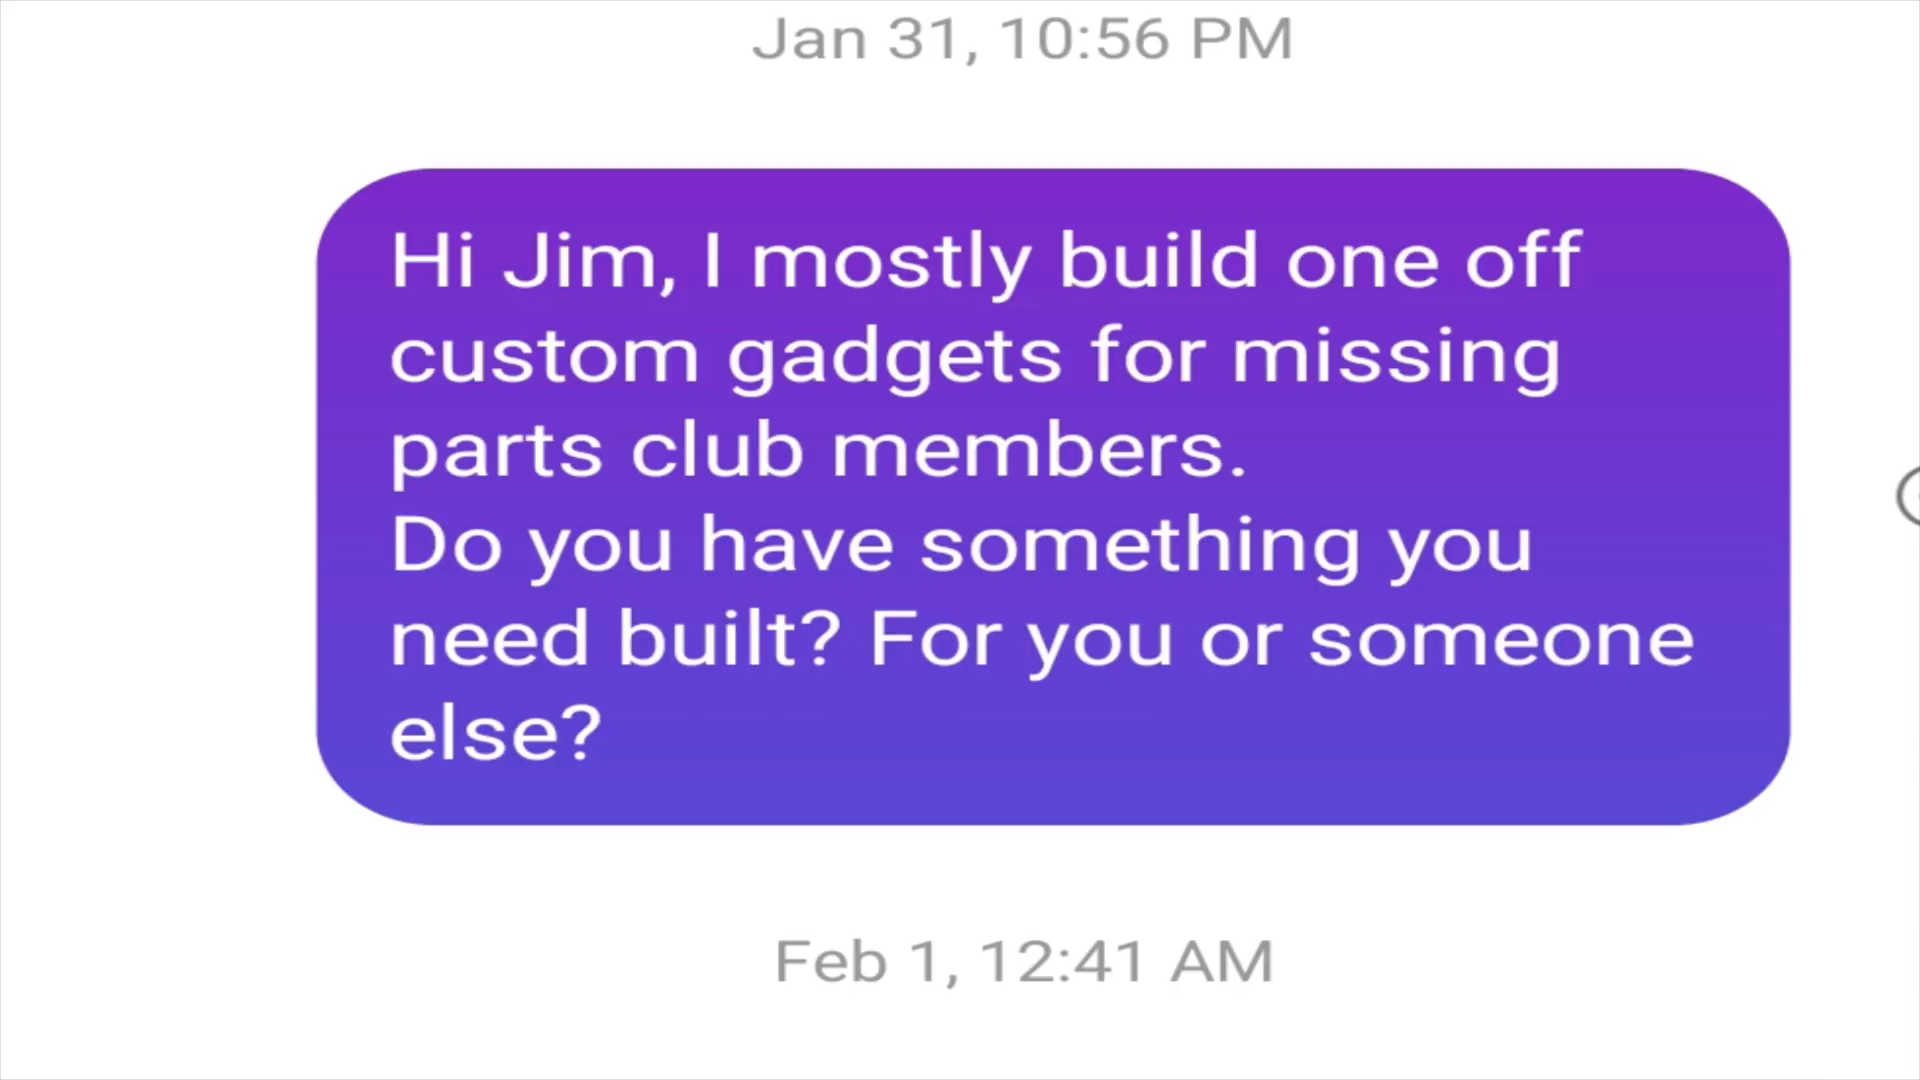 Jan 31, 10:56 PM
Hi Jim, I mostly build one off
custom gadgets for missing
parts club members.
Do you have something you
need built? For you or someone
else?
Feb 1, 12:41 AM